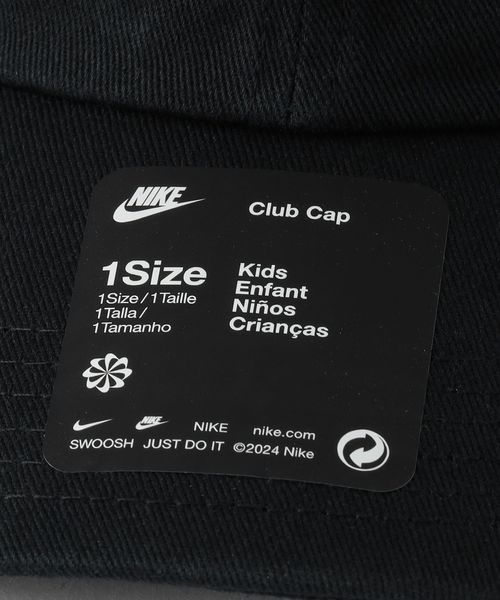 NIKE
Club Cap
1Size
1Size / 1Taille
1Talla /
1Tamanho
Kids
Enfant
Niños
Crianças
NIKE
NIKE
nike.com
SWOOSH JUST DO IT ©2024 Nike